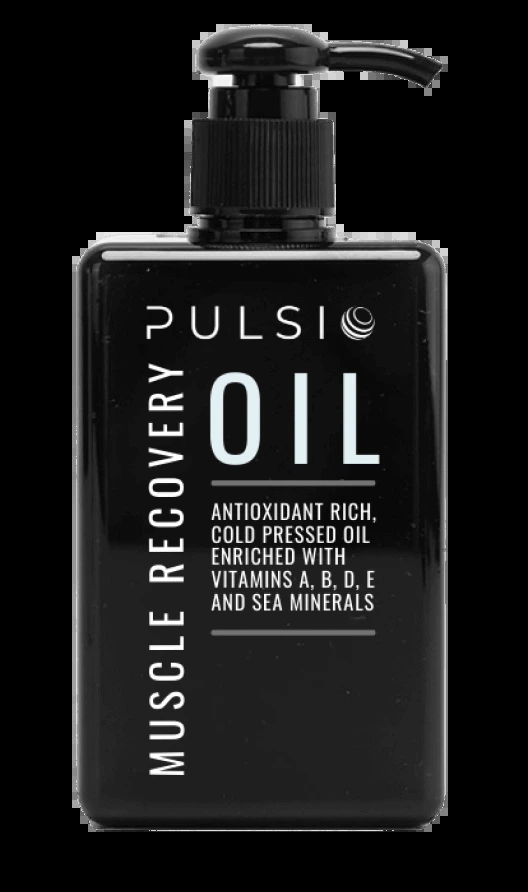 PULSIO
MUSCLE RECOVERY
OIL
ANTIOXIDANT RICH,
COLD PRESSED OIL
ENRICHED WITH
VITAMINS A, B, D, E
AND SEA MINERALS